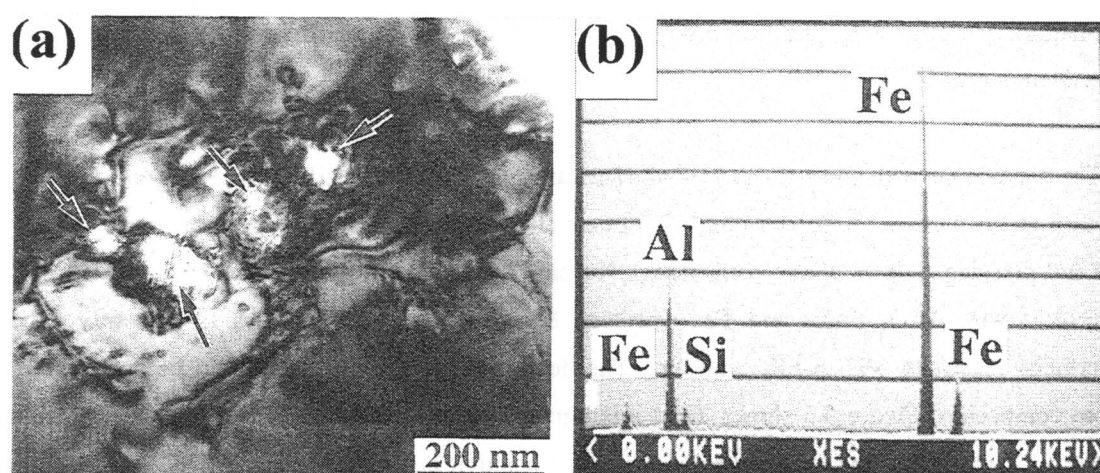 (a)
200 nm
(b)
Fe
Al
Fe
Si
Fe
< 0.00KEV XES 10.24KEV>